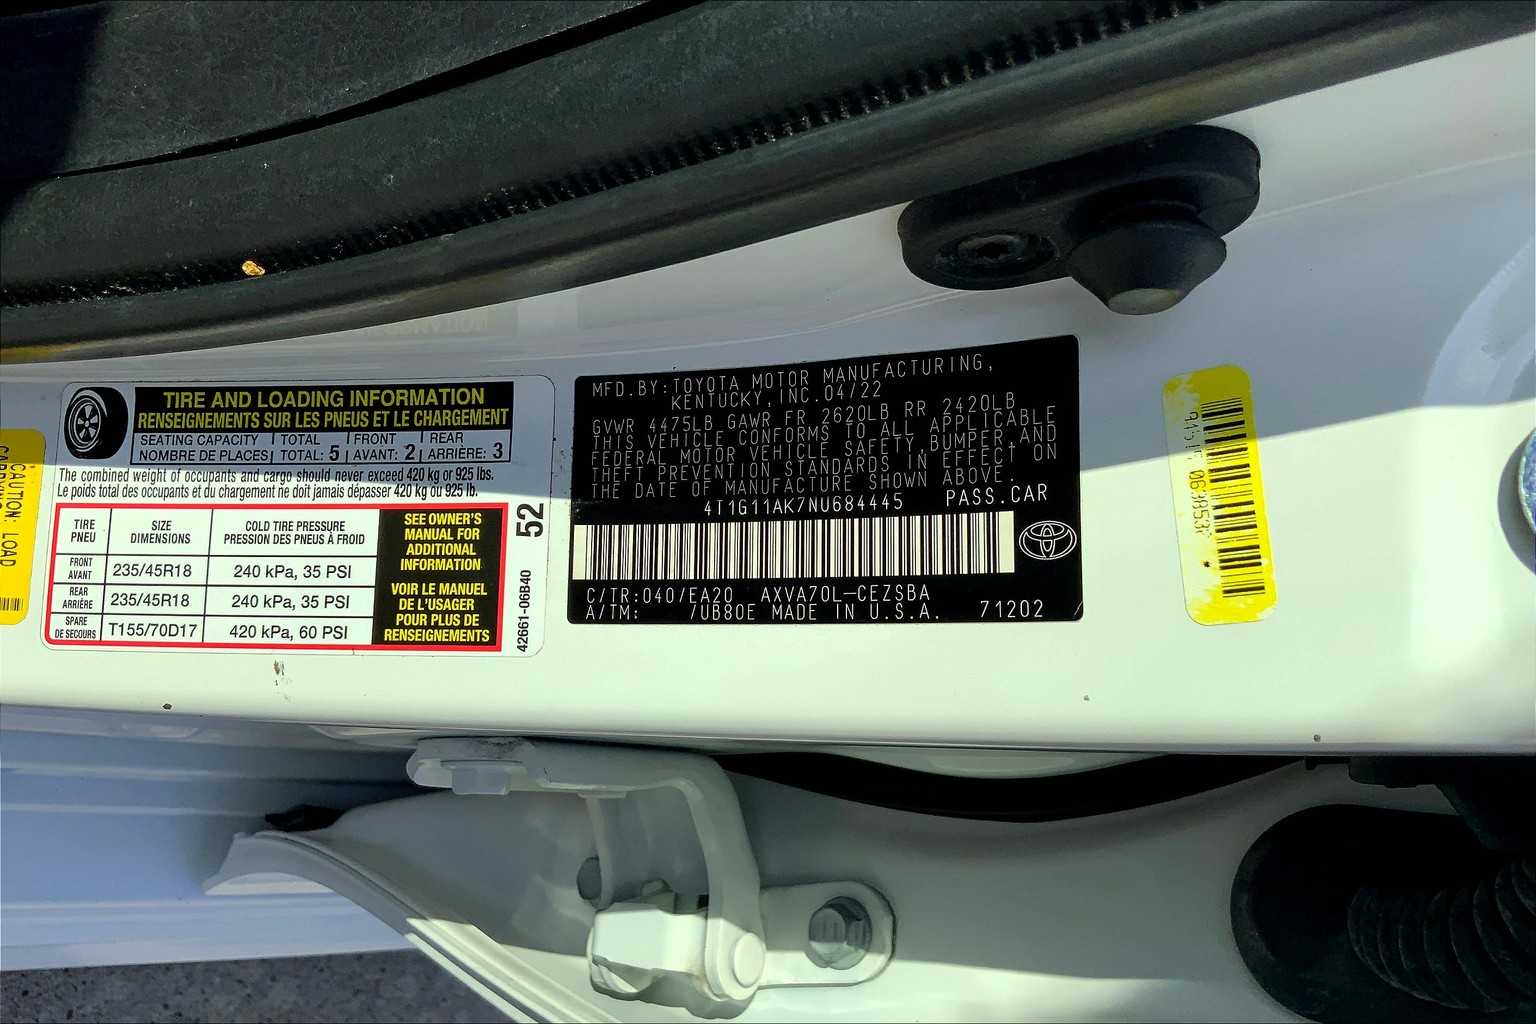 CAUTION: LOAD
TIRE AND LOADING INFORMATION
RENSEIGNEMENTS SUR LES PNEUS ET LE CHARGEMENT
SEATING CAPACITY | TOTAL | FRONT | REAR
NOMBRE DE PLACES | TOTAL: 5 | AVANT: 2 | ARRIÈRE: 3
The combined weight of occupants and cargo should never exceed 420 kg or 925 lbs.
Le poids total des occupants et du chargement ne doit jamais dépasser 420 kg ou 925 lb.
TIRE PNEU SIZE DIMENSIONS COLD TIRE PRESSURE PRESSION DES PNEUS À FROID
FRONT AVANT 235/45R18 240 kPa, 35 PSI
REAR ARRIÈRE 235/45R18 240 kPa, 35 PSI
SPARE DE SECOURS T155/70D17 420 kPa, 60 PSI
SEE OWNER'S
MANUAL FOR
ADDITIONAL
INFORMATION
VOIR LE MANUEL
DE L'USAGER
POUR PLUS DE
RENSEIGNEMENTS
52
42661-06B40
MFD.BY:TOYOTA MOTOR MANUFACTURING,
KENTUCKY, INC.04/22
GVWR 4475LB GAWR FR 2620LB RR 2420LB
THIS VEHICLE CONFORMS TO ALL APPLICABLE
FEDERAL MOTOR VEHICLE SAFETY,BUMPER,AND
THEFT PREVENTION STANDARDS IN EFFECT ON
THE DATE OF MANUFACTURE SHOWN ABOVE.
4T1G11AK7NU684445 PASS.CAR
C/TR:040/EA20 AXVA70L-CEZSBA
A/TM: /UB80E MADE IN U.S.A. 71202